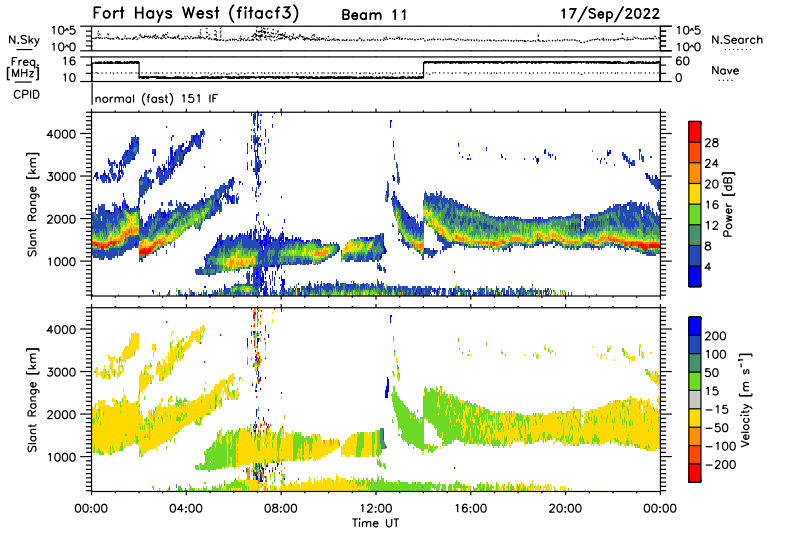 Fort Hays West (fitacf3) Beam 11 17/Sep/2022
N.Sky 10^5 10^0 10^5 10^0 N.Search
Freq. [MHz] 16 10 60 0 Nave
CPID normal (fast) 151 IF
Slant Range [km] 4000 3000 2000 1000
Power [dB] 28 24 20 16 12 8 4
Slant Range [km] 4000 3000 2000 1000
Velocity [m s⁻¹] 200 100 50 15 −15 −50 −100 −200
00:00 04:00 08:00 12:00 16:00 20:00 00:00
Time UT